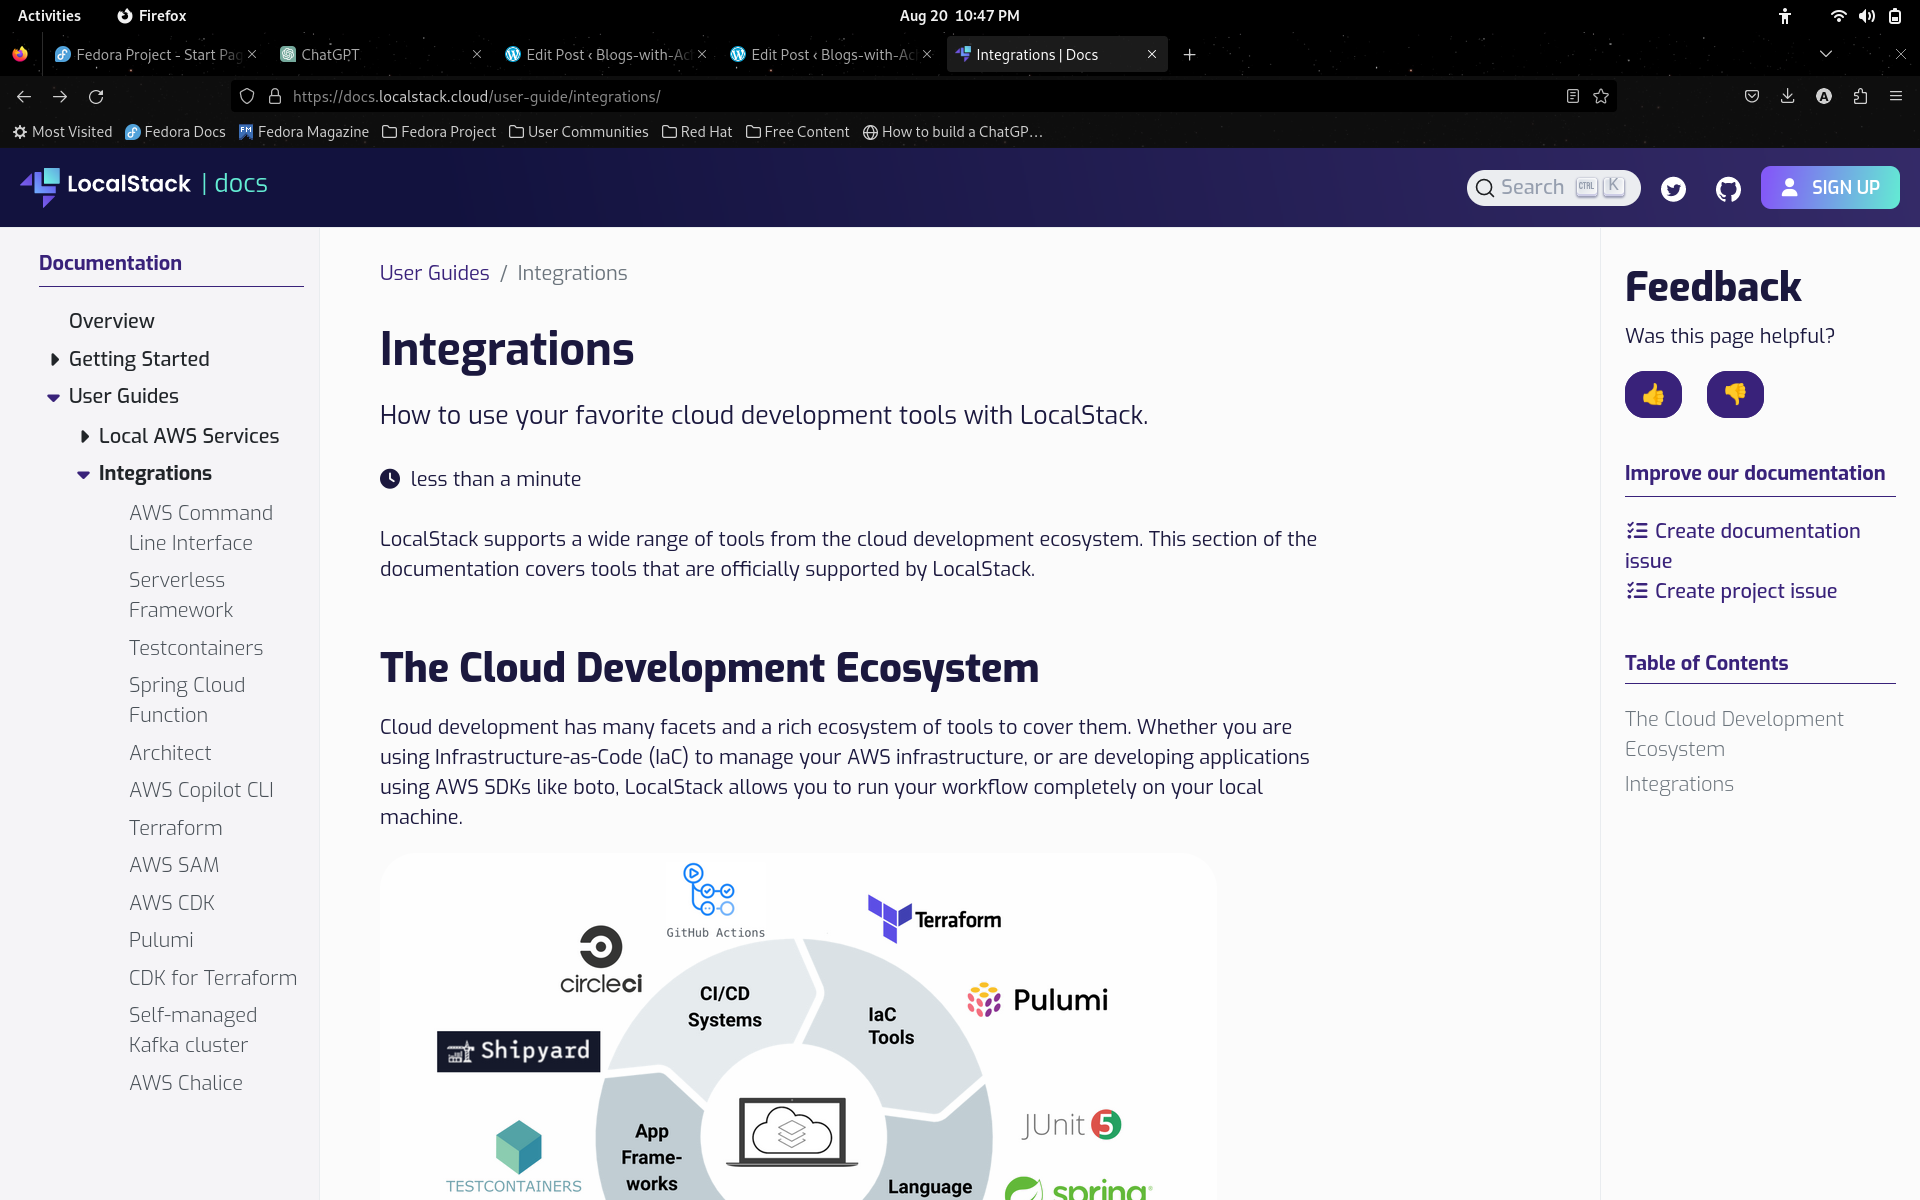 Activities
Firefox
Aug 20 10:47 PM
Fedora Project - Start Pag
ChatGPT
Edit Post ‹ Blogs-with-Ac
Edit Post ‹ Blogs-with-Ac
Integrations | Docs
https://docs.localstack.cloud/user-guide/integrations/
Most Visited
Fedora Docs
Fedora Magazine
Fedora Project
User Communities
Red Hat
Free Content
How to build a ChatGP…
LocalStack | docs
Search CTRL K
SIGN UP
Documentation
Overview
Getting Started
User Guides
Local AWS Services
Integrations
AWS Command
Line Interface
Serverless
Framework
Testcontainers
Spring Cloud
Function
Architect
AWS Copilot CLI
Terraform
AWS SAM
AWS CDK
Pulumi
CDK for Terraform
Self-managed
Kafka cluster
AWS Chalice
User Guides / Integrations
Integrations
How to use your favorite cloud development tools with LocalStack.
less than a minute
LocalStack supports a wide range of tools from the cloud development ecosystem. This section of the
documentation covers tools that are officially supported by LocalStack.
The Cloud Development Ecosystem
Cloud development has many facets and a rich ecosystem of tools to cover them. Whether you are
using Infrastructure-as-Code (IaC) to manage your AWS infrastructure, or are developing applications
using AWS SDKs like boto, LocalStack allows you to run your workflow completely on your local
machine.
GitHub Actions
Terraform
circleci
CI/CD
Systems
Pulumi
IaC
Tools
Shipyard
JUnit 5
App
Frame-
works
TESTCONTAINERS
Language
spring
Feedback
Was this page helpful?
Improve our documentation
Create documentation
issue
Create project issue
Table of Contents
The Cloud Development
Ecosystem
Integrations